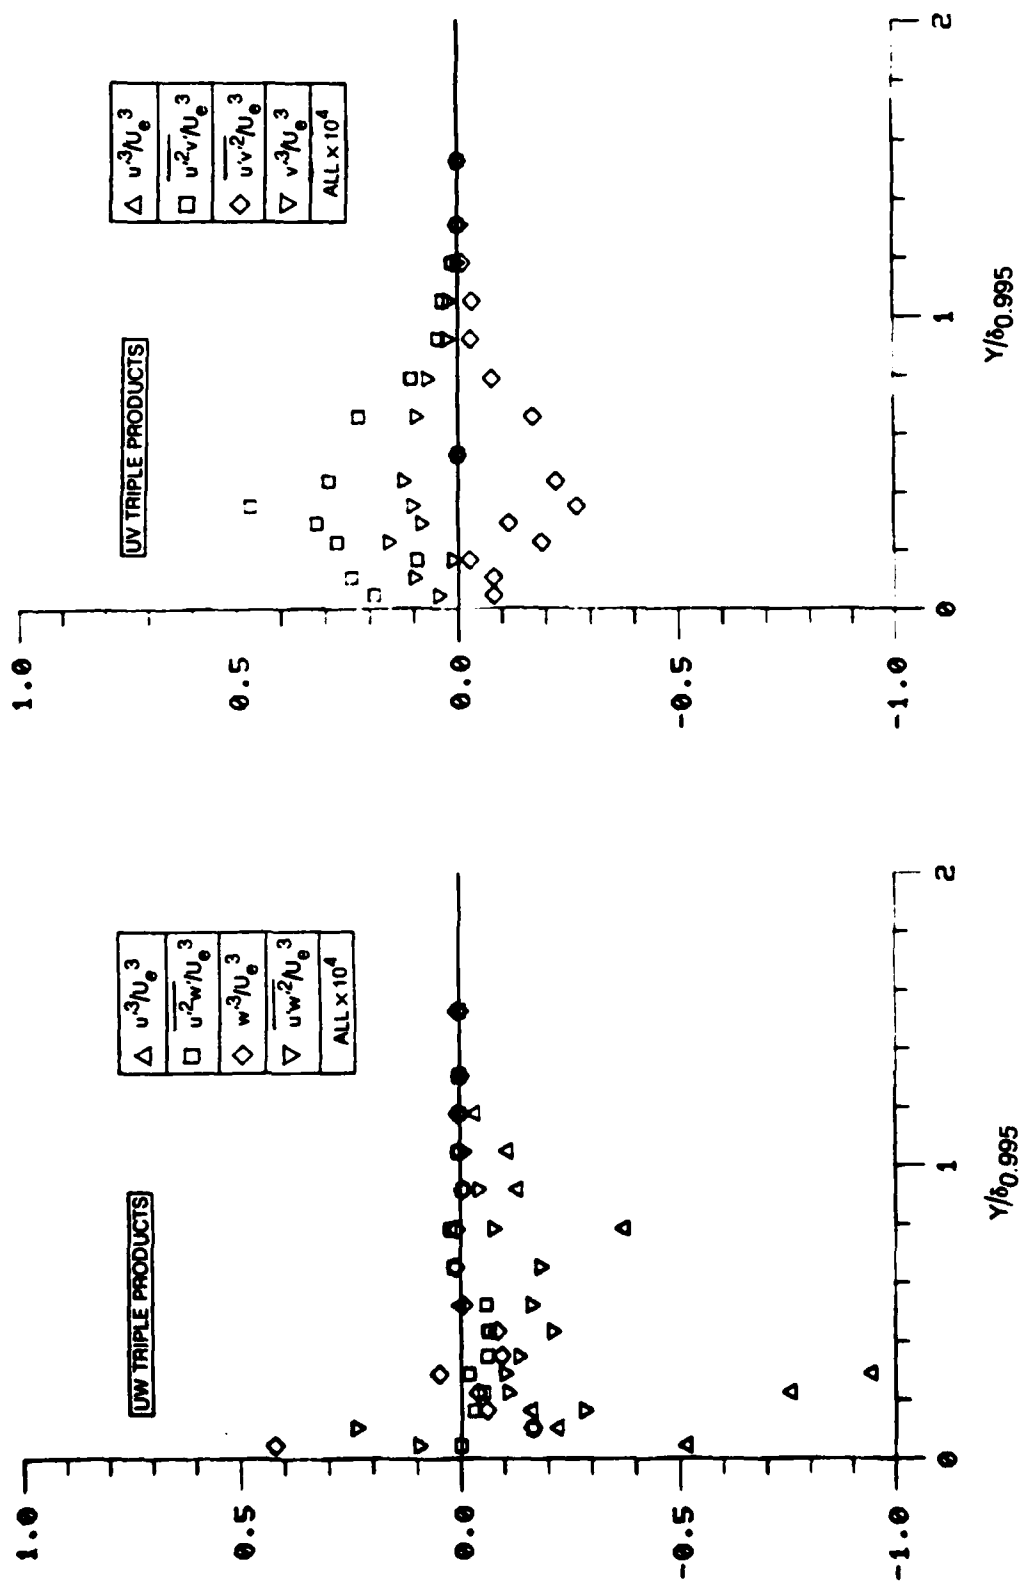 UW TRIPLE PRODUCTS
△ u'³/Uₑ³
□ u'²w'/Uₑ³
◇ w'³/Uₑ³
▽ u'w'²/Uₑ³
ALL × 10⁴
1.0
0.5
0.0
-0.5
-1.0
0
1
2
Y/δ0.995
UV TRIPLE PRODUCTS
△ u'³/Uₑ³
□ u'²v'/Uₑ³
◇ u'v'²/Uₑ³
▽ v'³/Uₑ³
ALL × 10⁴
1.0
0.5
0.0
-0.5
-1.0
0
1
2
Y/δ0.995